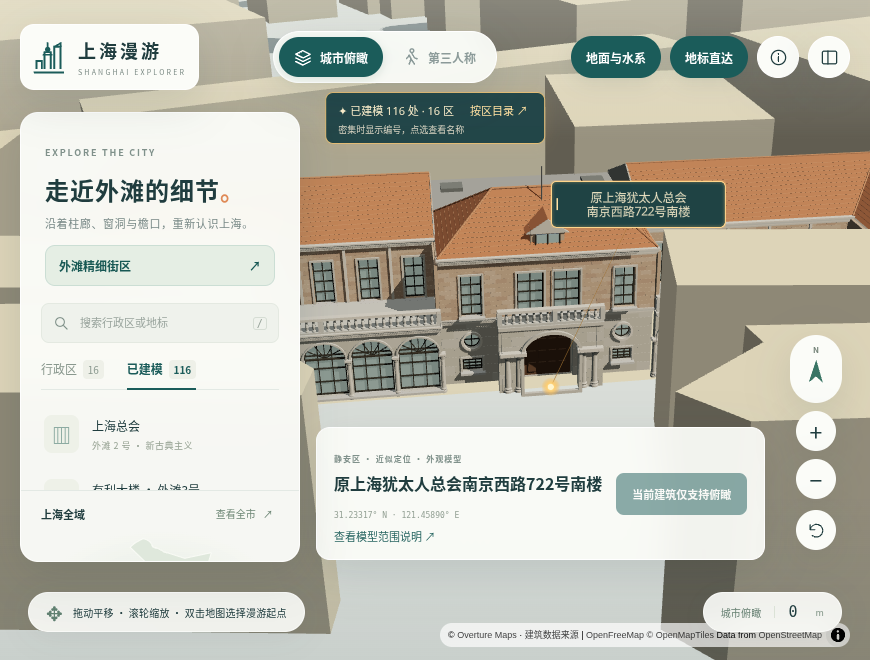 上海漫游
SHANGHAI EXPLORER
城市俯瞰
第三人称
地面与水系
地标直达
✦ 已建模 116 处 · 16 区 按区目录 ↗
密集时显示编号，点选查看名称
EXPLORE THE CITY
走近外滩的细节。
沿着柱廊、窗洞与檐口，重新认识上海。
外滩精细街区 ↗
搜索行政区或地标 /
行政区 16 已建模 116
上海总会
外滩 2 号 · 新古典主义
有利大楼 · 外滩3号
上海全域 查看全市 ↗
原上海犹太人总会
南京西路722号南楼
静安区 · 近似定位 · 外观模型
原上海犹太人总会南京西路722号南楼
31.23317° N · 121.45890° E
查看模型范围说明 ↗
当前建筑仅支持俯瞰
N
+
−
拖动平移 · 滚轮缩放 · 双击地图选择漫游起点
城市俯瞰 0 m
© Overture Maps · 建筑数据来源 | OpenFreeMap © OpenMapTiles Data from OpenStreetMap